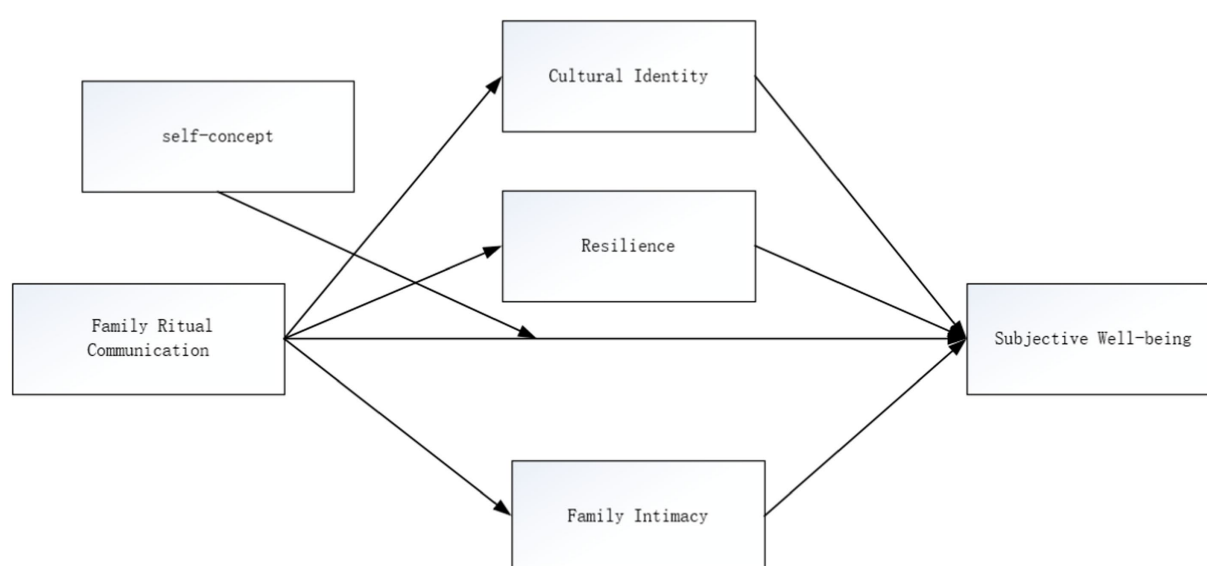 Cultural Identity
self-concept
Resilience
Family Ritual
Communication
Subjective Well-being
Family Intimacy